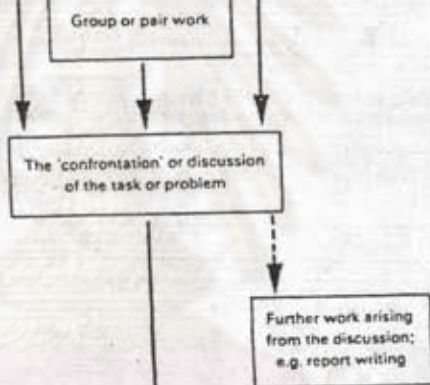 Group or pair work
The 'confrontation' or discussion
of the task or problem
Further work arising
from the discussion;
e.g. report writing